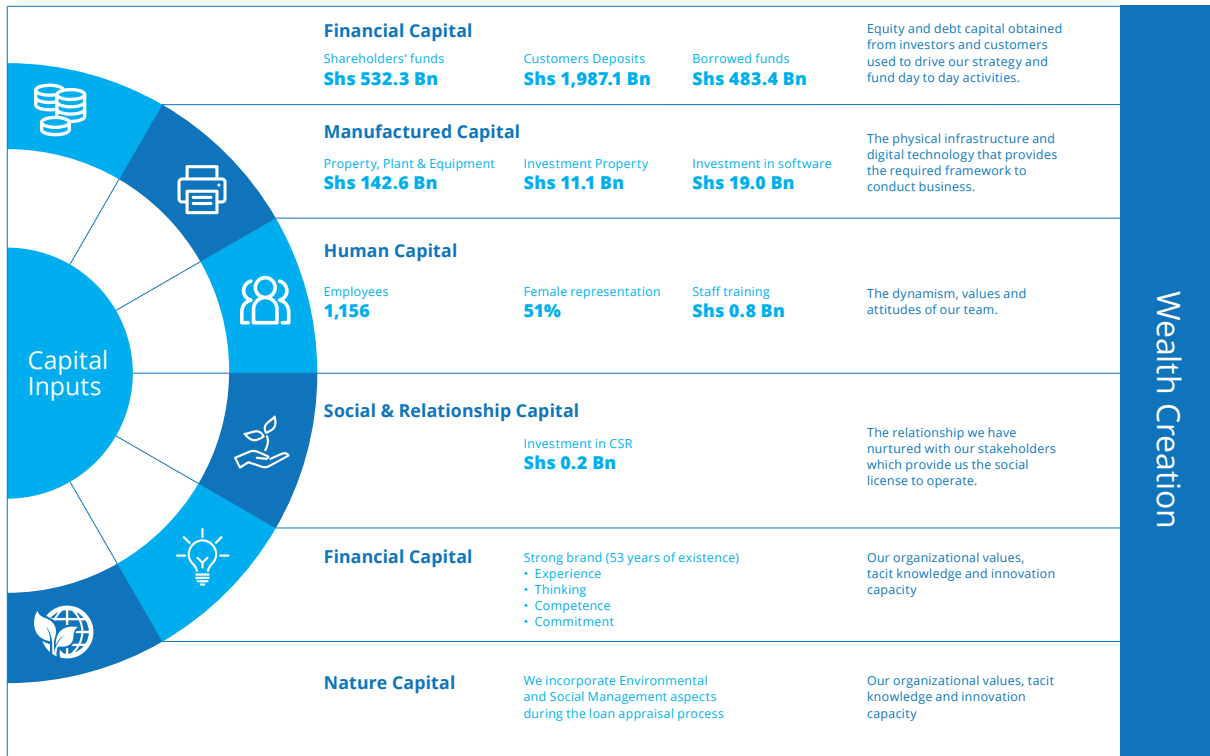 Capital
Inputs
Financial Capital
Shareholders' funds
Shs 532.3 Bn
Customers Deposits
Shs 1,987.1 Bn
Borrowed funds
Shs 483.4 Bn
Equity and debt capital obtained
from investors and customers
used to drive our strategy and
fund day to day activities.
Manufactured Capital
Property, Plant & Equipment
Shs 142.6 Bn
Investment Property
Shs 11.1 Bn
Investment in software
Shs 19.0 Bn
The physical infrastructure and
digital technology that provides
the required framework to
conduct business.
Human Capital
Employees
1,156
Female representation
51%
Staff training
Shs 0.8 Bn
The dynamism, values and
attitudes of our team.
Social & Relationship Capital
Investment in CSR
Shs 0.2 Bn
The relationship we have
nurtured with our stakeholders
which provide us the social
license to operate.
Financial Capital
Strong brand (53 years of existence)
• Experience
• Thinking
• Competence
• Commitment
Our organizational values,
tacit knowledge and innovation
capacity
Nature Capital
We incorporate Environmental
and Social Management aspects
during the loan appraisal process
Our organizational values, tacit
knowledge and innovation
capacity
Wealth Creation